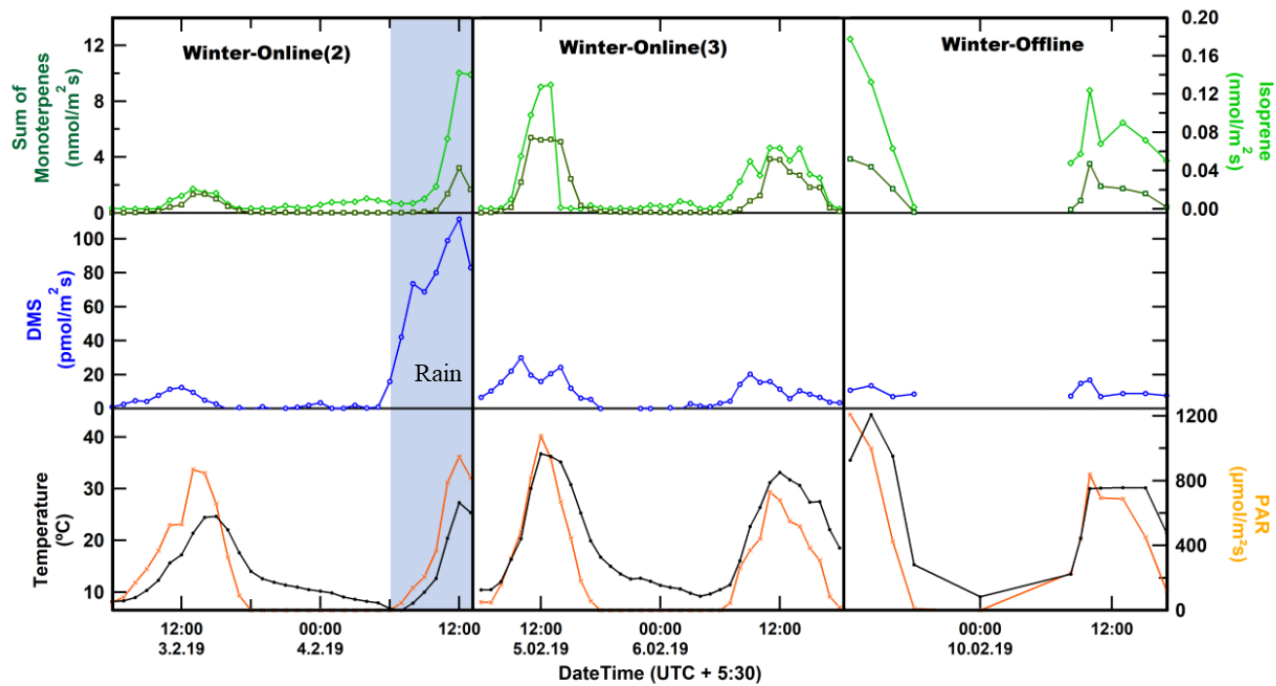 Winter-Online(2)
Winter-Online(3)
Winter-Offline
Sum of
Monoterpenes
(nmol/m²s)
12
8
4
0
0.20
0.16
0.12
0.08
0.04
0.00
Isoprene
(nmol/m²s)
DMS
(pmol/m²s)
100
80
60
40
20
0
Rain
Temperature
(ºC)
40
30
20
10
1200
800
400
0
PAR
(µmol/m²s)
12:00
3.2.19
00:00
4.2.19
12:00
12:00
5.02.19
00:00
6.02.19
12:00
00:00
10.02.19
12:00
DateTime (UTC + 5:30)